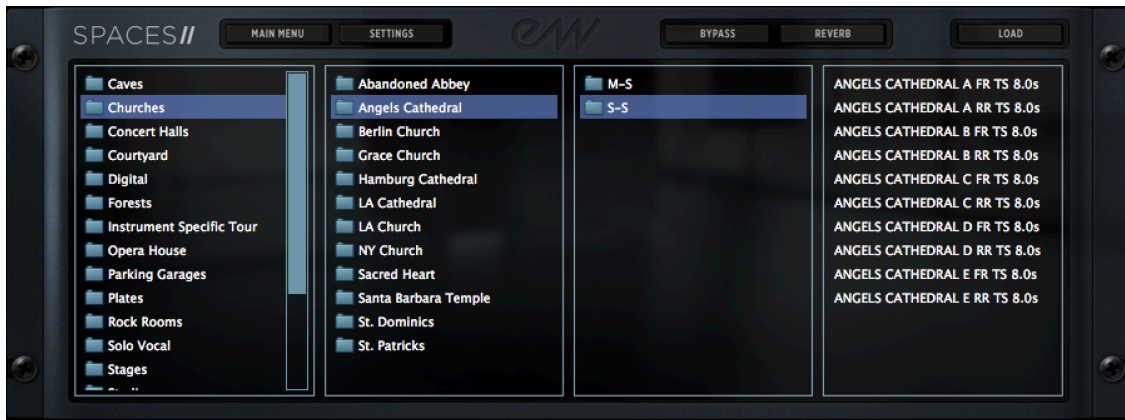 SPACES II
MAIN MENU
SETTINGS
EW
BYPASS
REVERB
LOAD
Caves
Churches
Concert Halls
Courtyard
Digital
Forests
Instrument Specific Tour
Opera House
Parking Garages
Plates
Rock Rooms
Solo Vocal
Stages
Abandoned Abbey
Angels Cathedral
Berlin Church
Grace Church
Hamburg Cathedral
LA Cathedral
LA Church
NY Church
Sacred Heart
Santa Barbara Temple
St. Dominics
St. Patricks
M-S
S-S
ANGELS CATHEDRAL A FR TS 8.0s
ANGELS CATHEDRAL A RR TS 8.0s
ANGELS CATHEDRAL B FR TS 8.0s
ANGELS CATHEDRAL B RR TS 8.0s
ANGELS CATHEDRAL C FR TS 8.0s
ANGELS CATHEDRAL C RR TS 8.0s
ANGELS CATHEDRAL D FR TS 8.0s
ANGELS CATHEDRAL D RR TS 8.0s
ANGELS CATHEDRAL E FR TS 8.0s
ANGELS CATHEDRAL E RR TS 8.0s